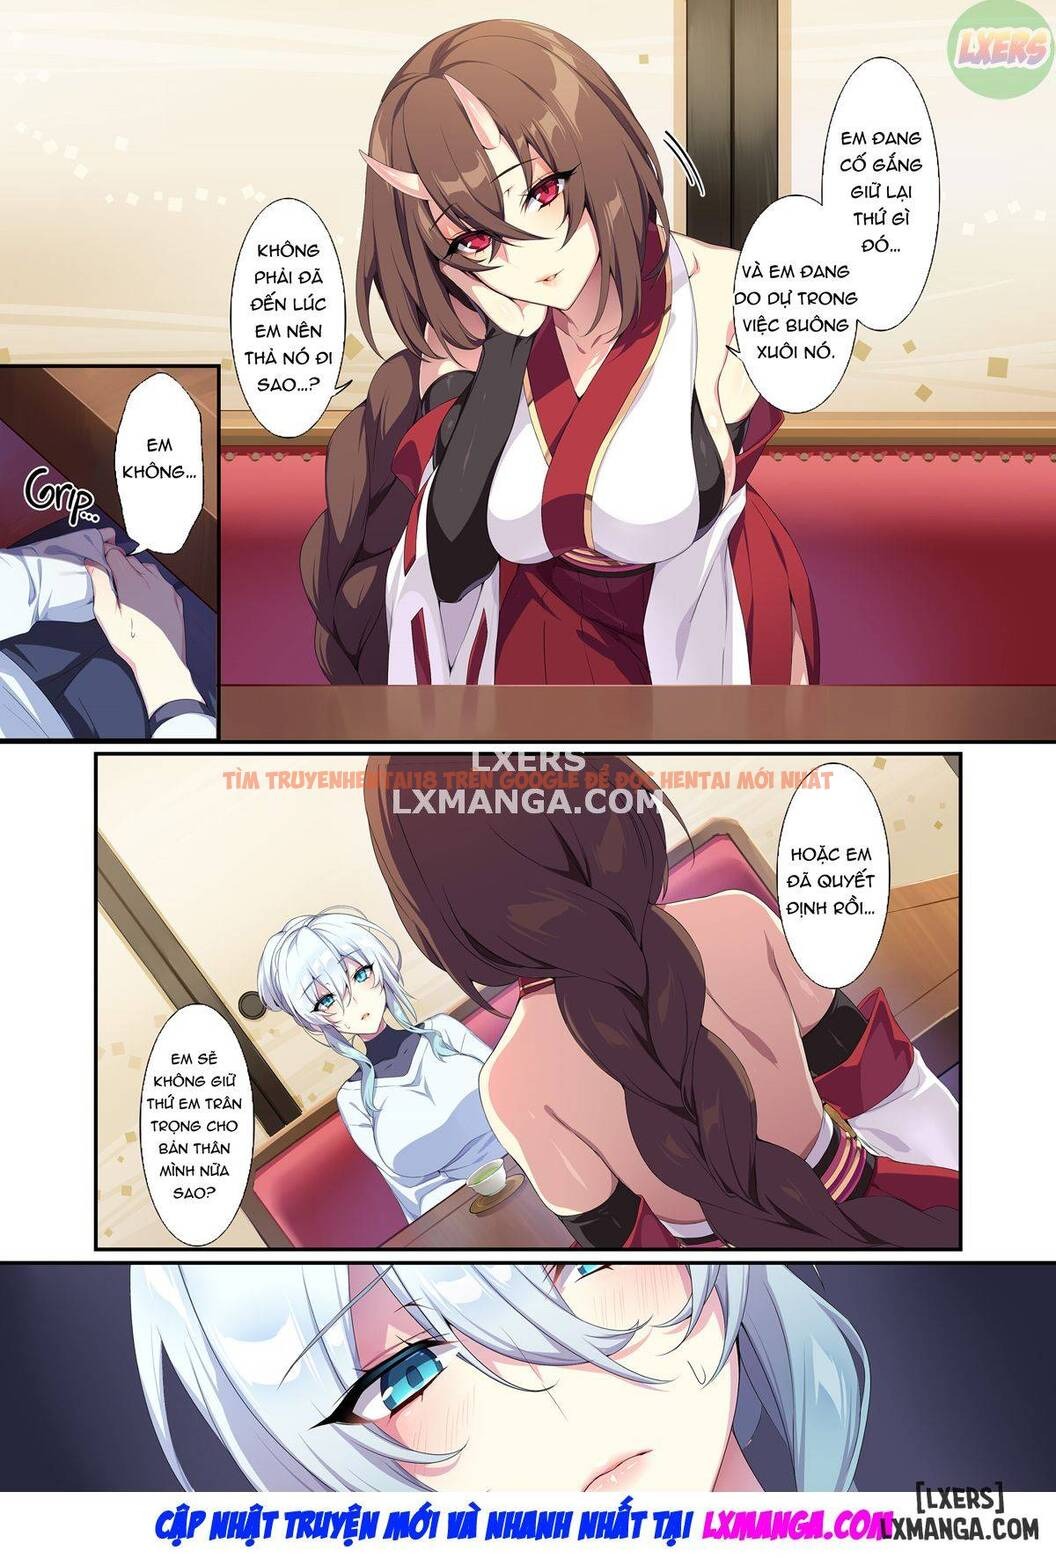 LXERS
EM ĐANG
CỐ GẮNG
GIỮ LẠI
THỨ GÌ
ĐÓ...
VÀ EM ĐANG
DO DỰ TRONG
VIỆC BUÔNG
XUÔI NÓ.
KHÔNG
PHẢI ĐÃ
ĐẾN LÚC
EM NÊN
THẢ NÓ ĐI
SAO...?
EM
KHÔNG...
Grip...
LXERS
TÌM TRUYENHENTAI18 TRÊN GOOGLE ĐỂ ĐỌC HENTAI MỚI NHẤT
LXMANGA.COM
HOẶC EM
ĐÃ QUYẾT
ĐỊNH RỒI...
EM SẼ
KHÔNG GIỮ
THỨ EM TRÂN
TRỌNG CHO
BẢN THÂN
MÌNH NỮA
SAO?
[LXERS]
CẬP NHẬT TRUYỆN MỚI VÀ NHANH NHẤT TẠI LXMANGA.COM
LXMANGA.COM